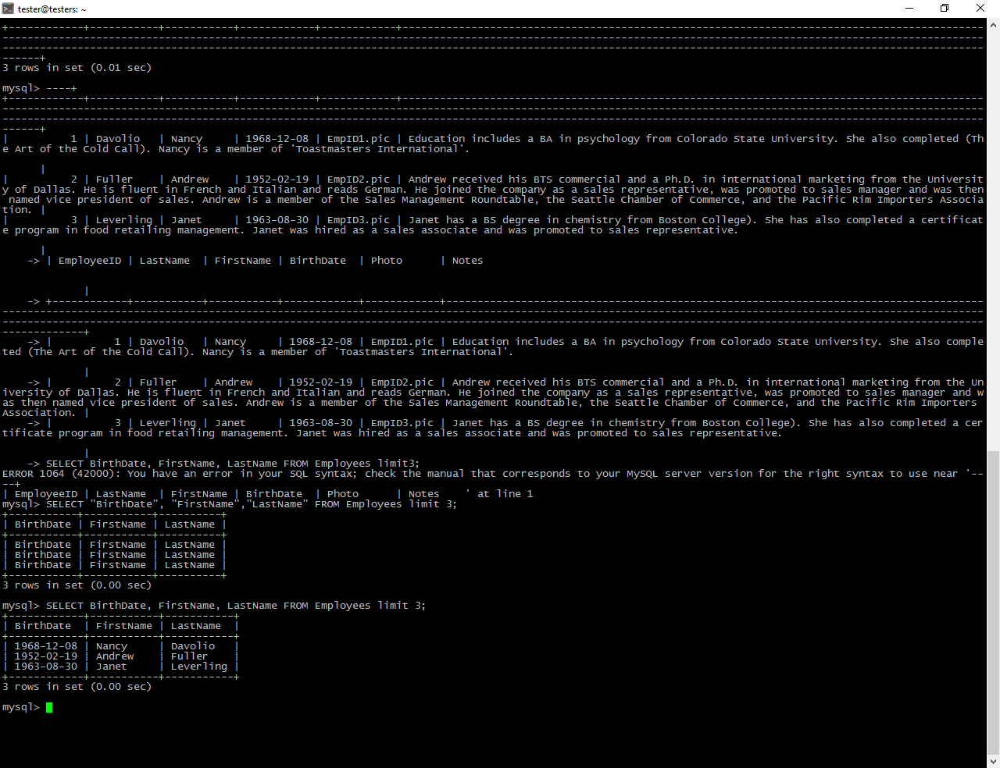 tester@testers: ~
+------------+-----------+-----------+------------+------------+---------------------------------------------------------------------------------------------
-------------------------------------------------------------------------------------------------------------------------------------------------------------
-------------------------------------------------------------------------------------------------------------------------------------------------------------
------+
3 rows in set (0.01 sec)
mysql> ----+
+------------+-----------+-----------+------------+------------+---------------------------------------------------------------------------------------------
-------------------------------------------------------------------------------------------------------------------------------------------------------------
-------------------------------------------------------------------------------------------------------------------------------------------------------------
------+
|          1 | Davolio   | Nancy     | 1968-12-08 | EmpID1.pic | Education includes a BA in psychology from Colorado State University. She also completed (Th
e Art of the Cold Call). Nancy is a member of 'Toastmasters International'.
      |
|          2 | Fuller    | Andrew    | 1952-02-19 | EmpID2.pic | Andrew received his BTS commercial and a Ph.D. in international marketing from the Universit
y of Dallas. He is fluent in French and Italian and reads German. He joined the company as a sales representative, was promoted to sales manager and was then
 named vice president of sales. Andrew is a member of the Sales Management Roundtable, the Seattle Chamber of Commerce, and the Pacific Rim Importers Associa
tion. |
|          3 | Leverling | Janet     | 1963-08-30 | EmpID3.pic | Janet has a BS degree in chemistry from Boston College). She has also completed a certificat
e program in food retailing management. Janet was hired as a sales associate and was promoted to sales representative.
      |
    -> | EmployeeID | LastName  | FirstName | BirthDate  | Photo      | Notes
             |
    -> +------------+-----------+-----------+------------+------------+--------------------------------------------------------------------------------------
-------------------------------------------------------------------------------------------------------------------------------------------------------------
-------------------------------------------------------------------------------------------------------------------------------------------------------------
-------------+
    -> |          1 | Davolio   | Nancy     | 1968-12-08 | EmpID1.pic | Education includes a BA in psychology from Colorado State University. She also comple
ted (The Art of the Cold Call). Nancy is a member of 'Toastmasters International'.
             |
    -> |          2 | Fuller    | Andrew    | 1952-02-19 | EmpID2.pic | Andrew received his BTS commercial and a Ph.D. in international marketing from the Un
iversity of Dallas. He is fluent in French and Italian and reads German. He joined the company as a sales representative, was promoted to sales manager and w
as then named vice president of sales. Andrew is a member of the Sales Management Roundtable, the Seattle Chamber of Commerce, and the Pacific Rim Importers
Association. |
    -> |          3 | Leverling | Janet     | 1963-08-30 | EmpID3.pic | Janet has a BS degree in chemistry from Boston College). She has also completed a cer
tificate program in food retailing management. Janet was hired as a sales associate and was promoted to sales representative.
             |
    -> SELECT BirthDate, FirstName, LastName FROM Employees limit3;
ERROR 1064 (42000): You have an error in your SQL syntax; check the manual that corresponds to your MySQL server version for the right syntax to use near '--
--+
| EmployeeID | LastName  | FirstName | BirthDate  | Photo      | Notes    ' at line 1
mysql> SELECT "BirthDate", "FirstName","LastName" FROM Employees limit 3;
+-----------+-----------+----------+
| BirthDate | FirstName | LastName |
+-----------+-----------+----------+
| BirthDate | FirstName | LastName |
| BirthDate | FirstName | LastName |
| BirthDate | FirstName | LastName |
+-----------+-----------+----------+
3 rows in set (0.00 sec)
mysql> SELECT BirthDate, FirstName, LastName FROM Employees limit 3;
+------------+-----------+-----------+
| BirthDate  | FirstName | LastName  |
+------------+-----------+-----------+
| 1968-12-08 | Nancy     | Davolio   |
| 1952-02-19 | Andrew    | Fuller    |
| 1963-08-30 | Janet     | Leverling |
+------------+-----------+-----------+
3 rows in set (0.00 sec)
mysql>